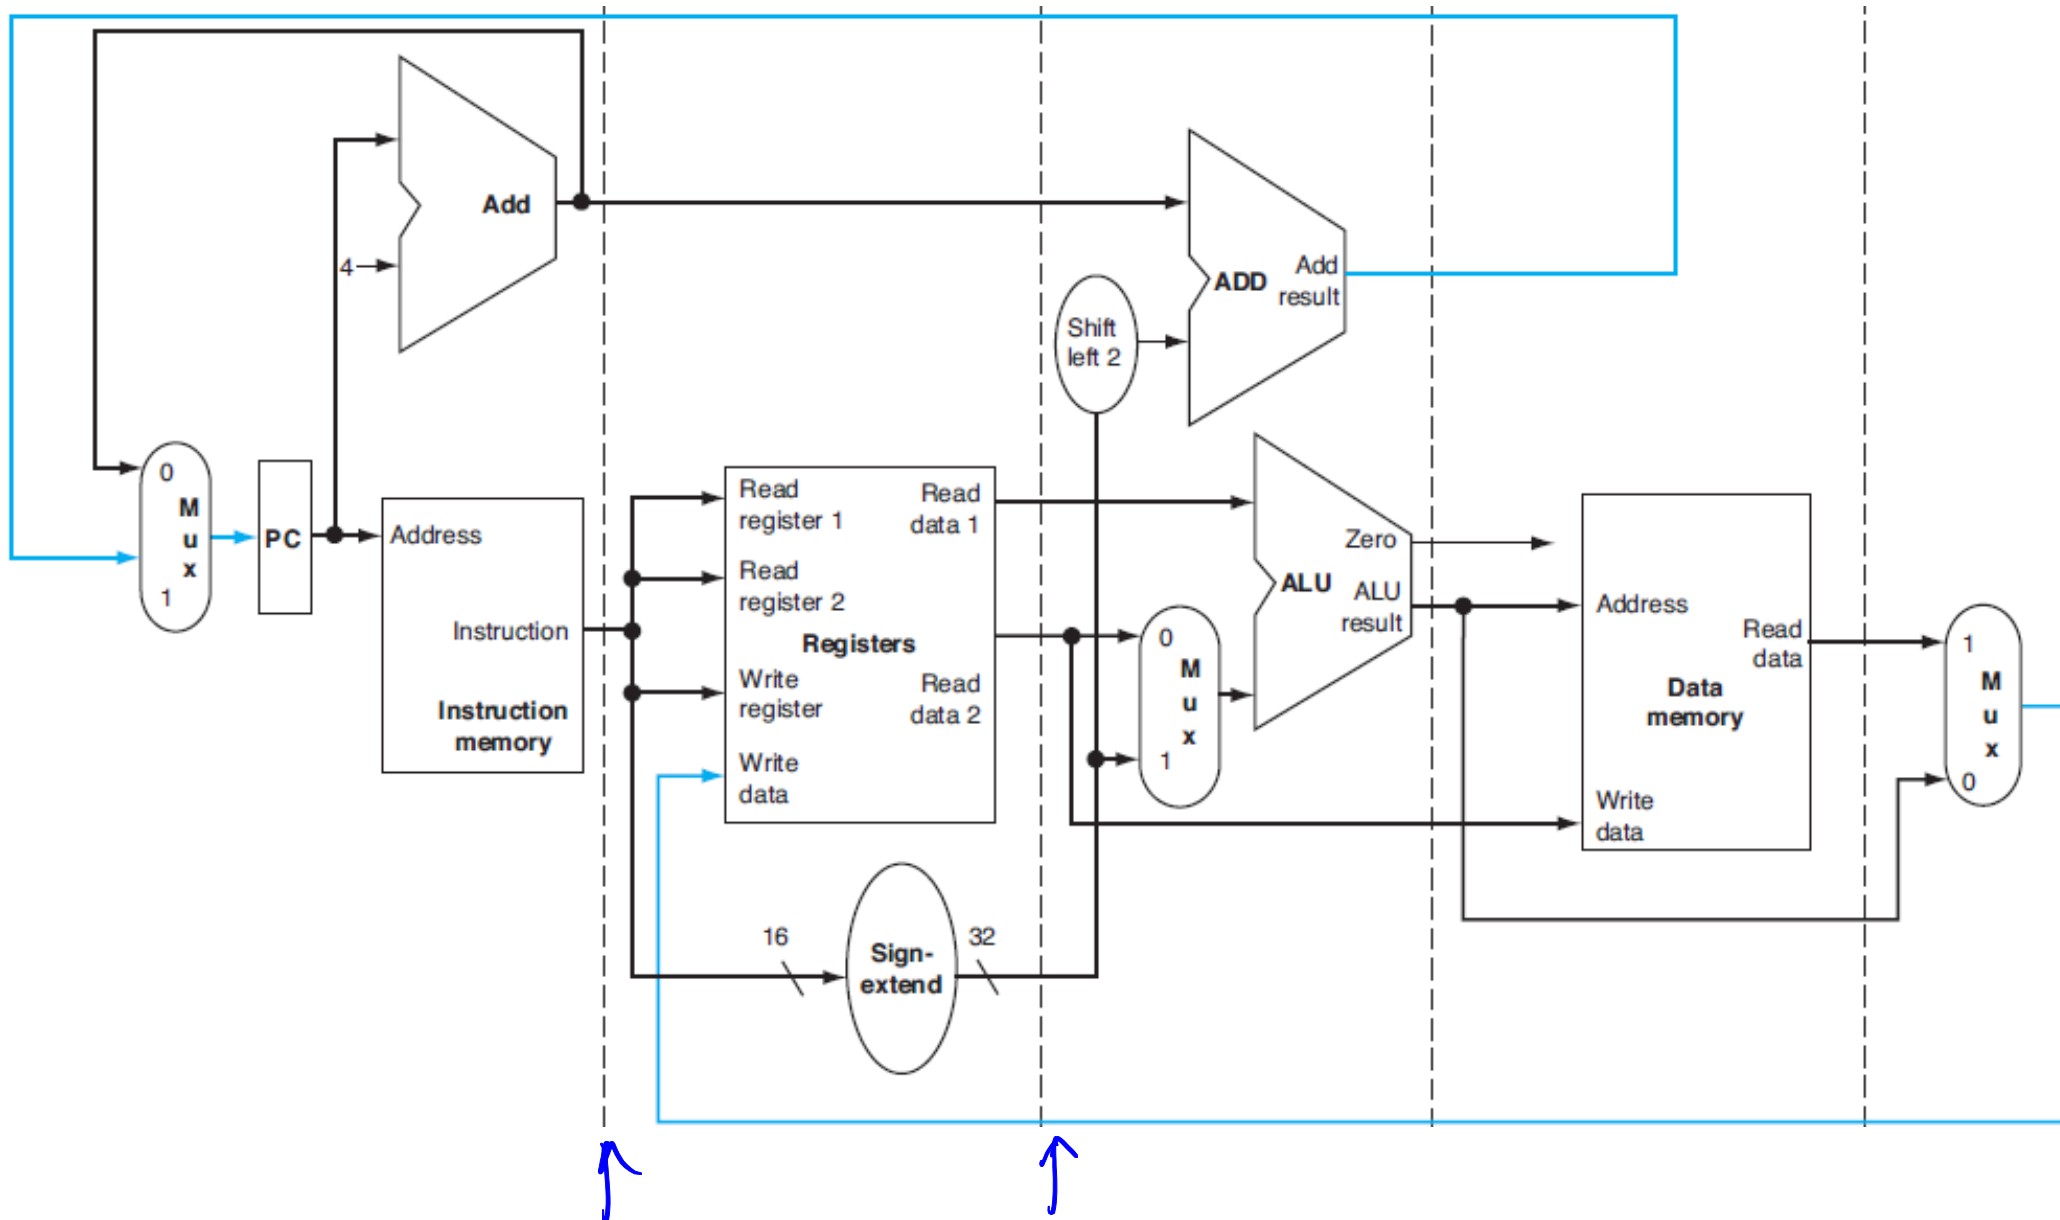 Add
4
ADD
Add
result
Shift
left 2
0
M
u
x
1
PC
Address
Instruction
Instruction
memory
Read
register 1
Read
register 2
Registers
Write
register
Write
data
Read
data 1
Read
data 2
16
Sign-
extend
32
0
M
u
x
1
Zero
ALU
ALU
result
Address
Read
data
Data
memory
Write
data
1
M
u
x
0